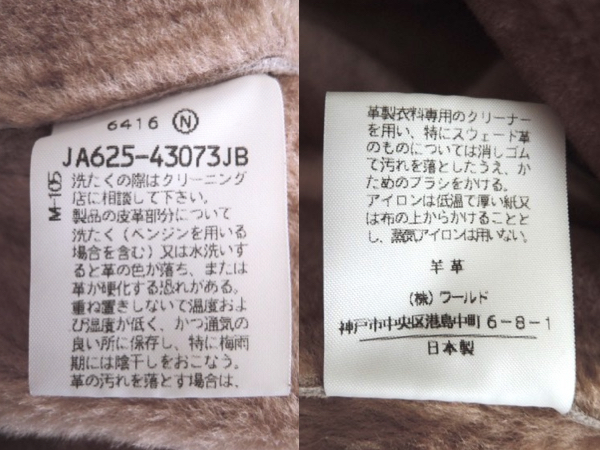 6416 Ⓝ
JA625-43073JB
M-105
洗たくの際はクリーニング
店に相談して下さい。
製品の皮革部分について
洗たく(ベンジンを用いる
場合を含む)又は水洗いす
ると革の色が落ち、または
革が硬化する恐れがある。
重ね置きしないで温度およ
び湿度が低く、かつ通気の
良い所に保存し、特に梅雨
期には陰干しをおこなう。
革の汚れを落とす場合は、
革製衣料専用のクリーナー
を用い、特にスウェード革
のものについては消しゴム
で汚れを落としたうえ、か
ためのブラシをかける。
アイロンは低温で厚い紙又
は布の上からかけることと
し、蒸気アイロンは用いない。
羊革
(株)ワールド
神戸市中央区港島中町6-8-1
日本製